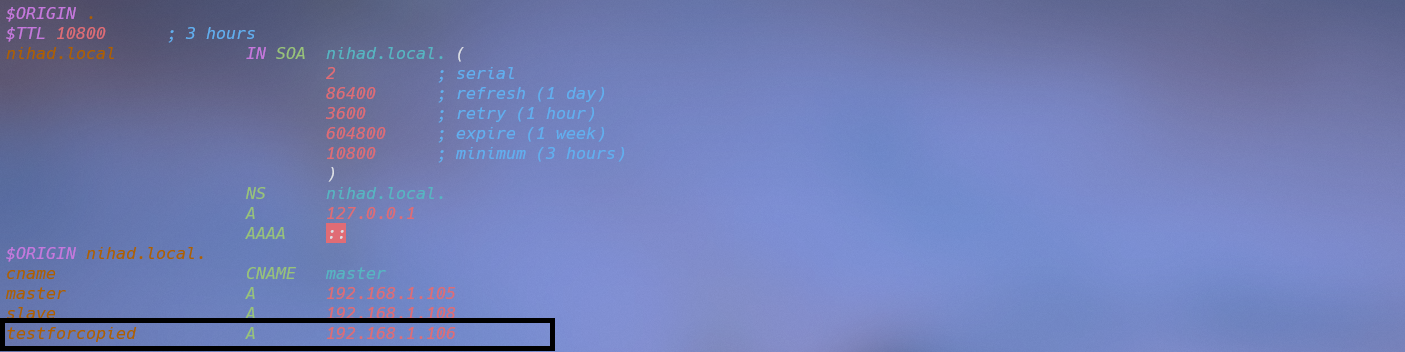 $ORIGIN .
$TTL 10800 ; 3 hours
nihad.local IN SOA nihad.local. (
2 ; serial
86400 ; refresh (1 day)
3600 ; retry (1 hour)
604800 ; expire (1 week)
10800 ; minimum (3 hours)
)
NS nihad.local.
A 127.0.0.1
AAAA ::
$ORIGIN nihad.local.
cname CNAME master
master A 192.168.1.105
slave A 192.168.1.108
testforcopied A 192.168.1.106